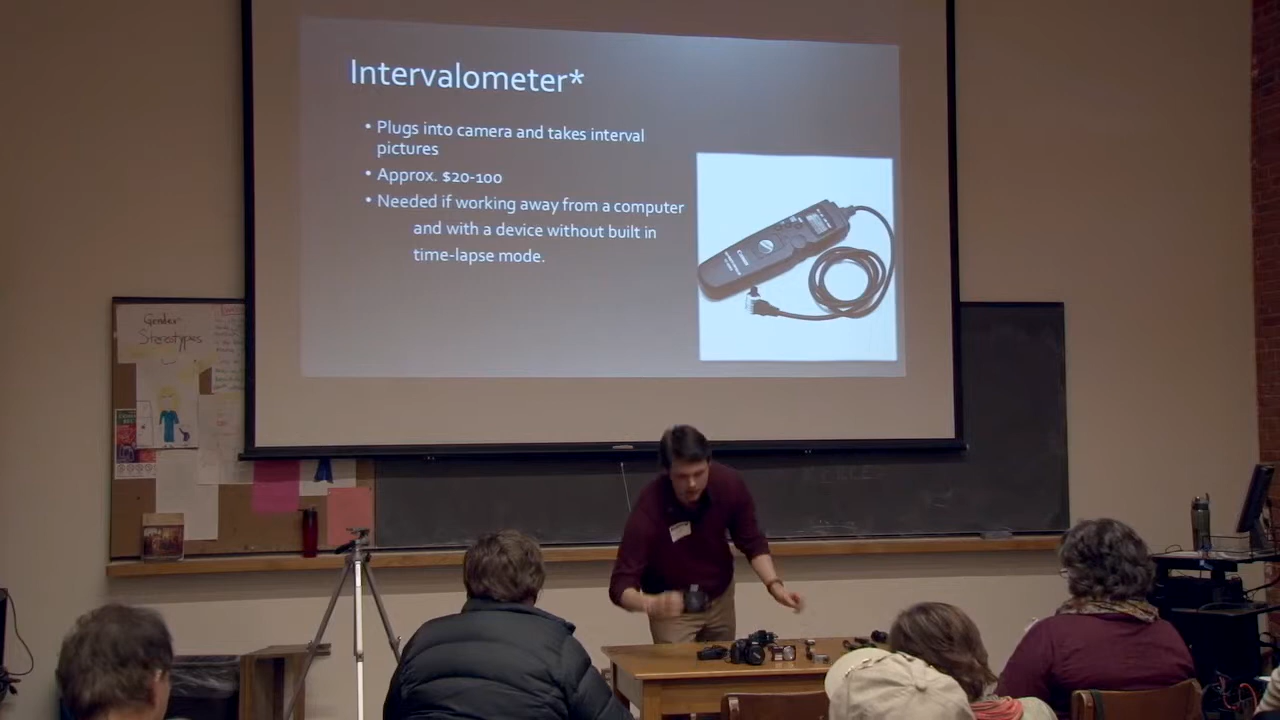 Intervalometer*
• Plugs into camera and takes interval
pictures
• Approx. $20-100
• Needed if working away from a computer
and with a device without built in
time-lapse mode.
Canon
Gender
Stereotypes